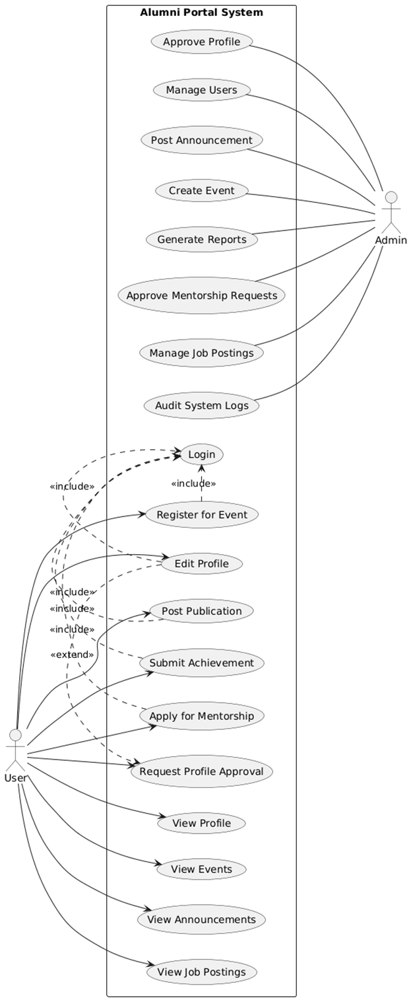 Alumni Portal System
Approve Profile
Manage Users
Post Announcement
Create Event
Generate Reports
Admin
Approve Mentorship Requests
Manage Job Postings
Audit System Logs
Login
«include»
«include»
Register for Event
Edit Profile
«include»
«include»
Post Publication
«include»
«extend»
Submit Achievement
Apply for Mentorship
Request Profile Approval
User
View Profile
View Events
View Announcements
View Job Postings